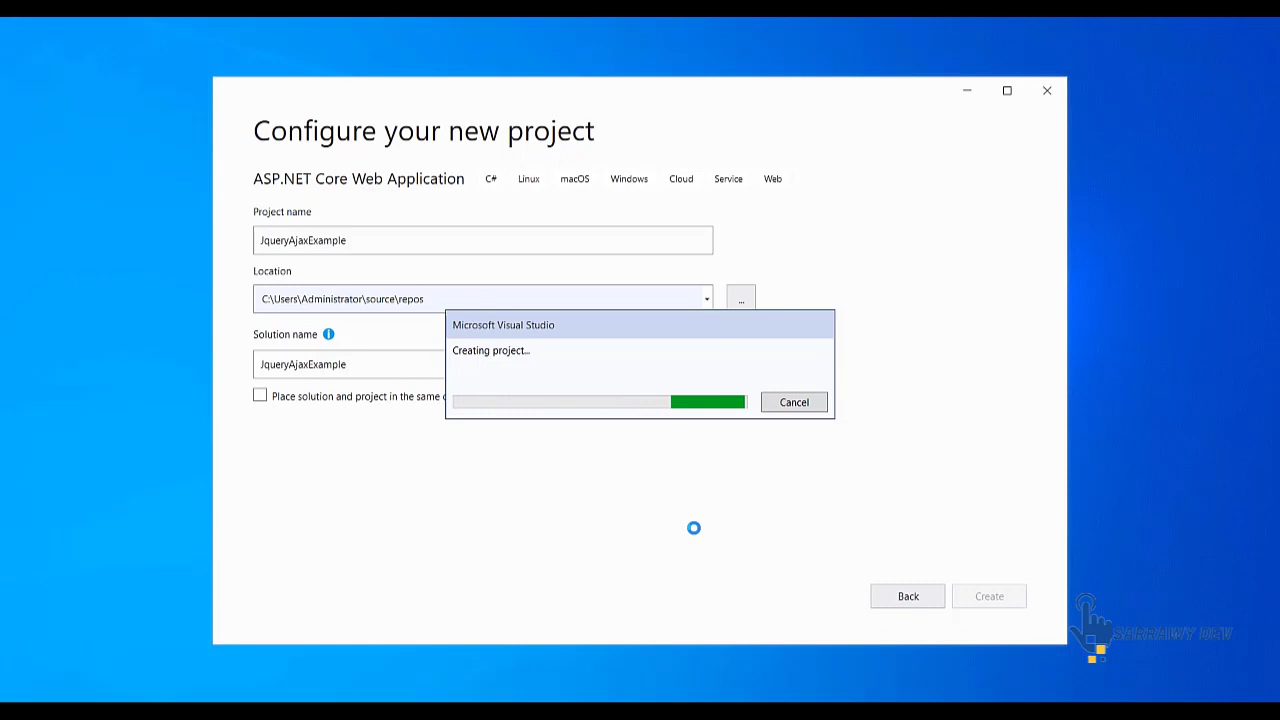 Configure your new project
ASP.NET Core Web Application C# Linux macOS Windows Cloud Service Web
Project name
JqueryAjaxExample
Location
C:\Users\Administrator\source\repos
...
Solution name
JqueryAjaxExample
Place solution and project in the same
Microsoft Visual Studio
Creating project...
Cancel
Back
Create
SAHRAWY DEV